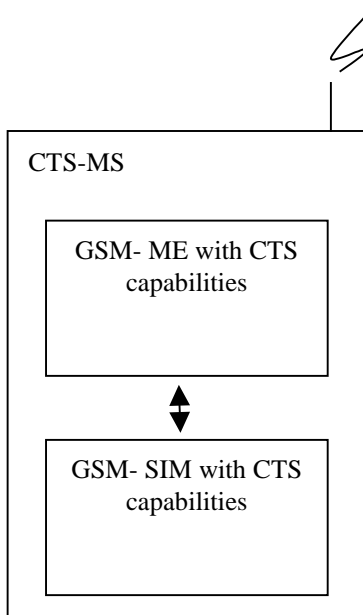 CTS-MS
GSM- ME with CTS
capabilities
GSM- SIM with CTS
capabilities